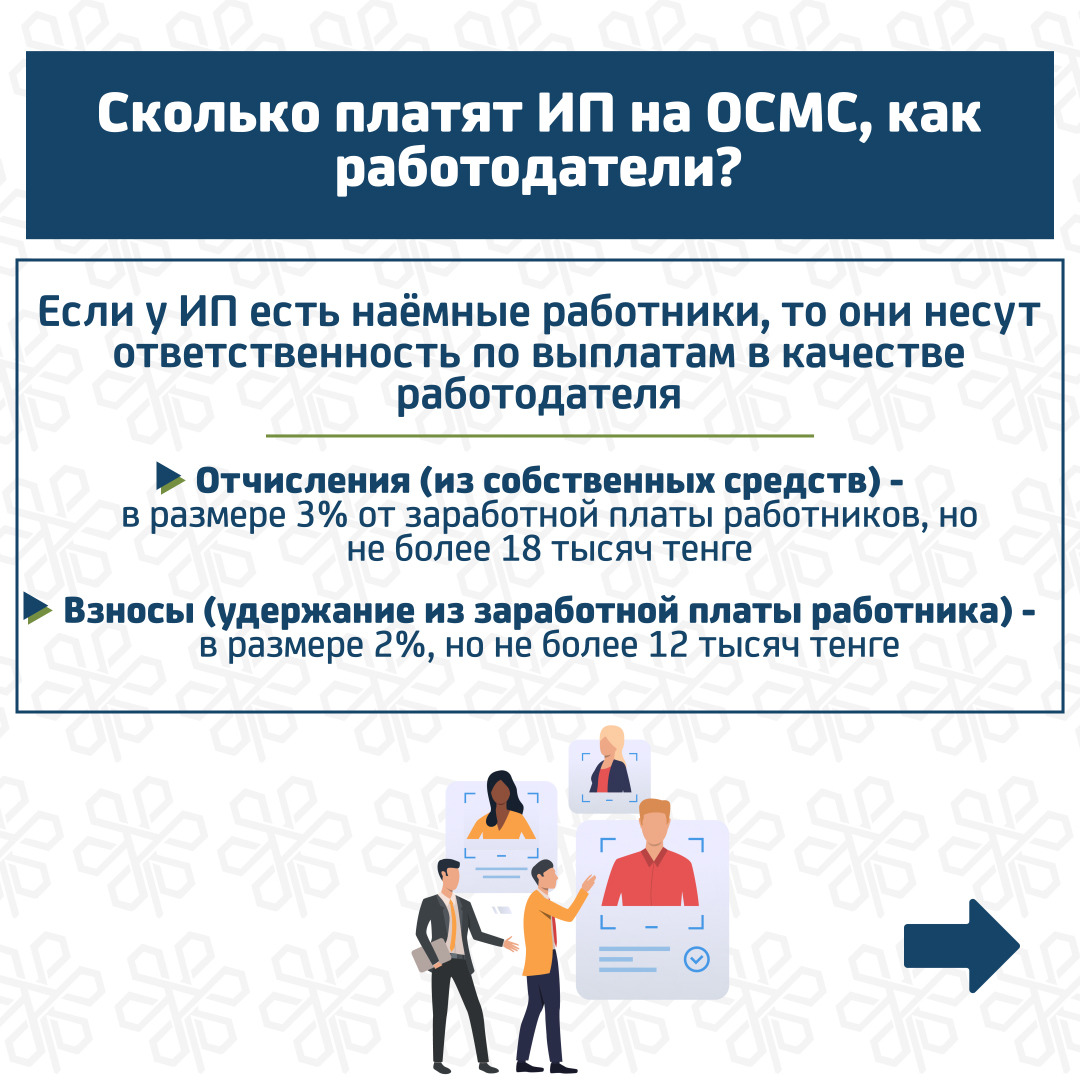 Сколько платят ИП на ОСМС, как
работодатели?
Если у ИП есть наёмные работники, то они несут
ответственность по выплатам в качестве
работодателя
Отчисления (из собственных средств) -
в размере 3% от заработной платы работников, но
не более 18 тысяч тенге
Взносы (удержание из заработной платы работника) -
в размере 2%, но не более 12 тысяч тенге